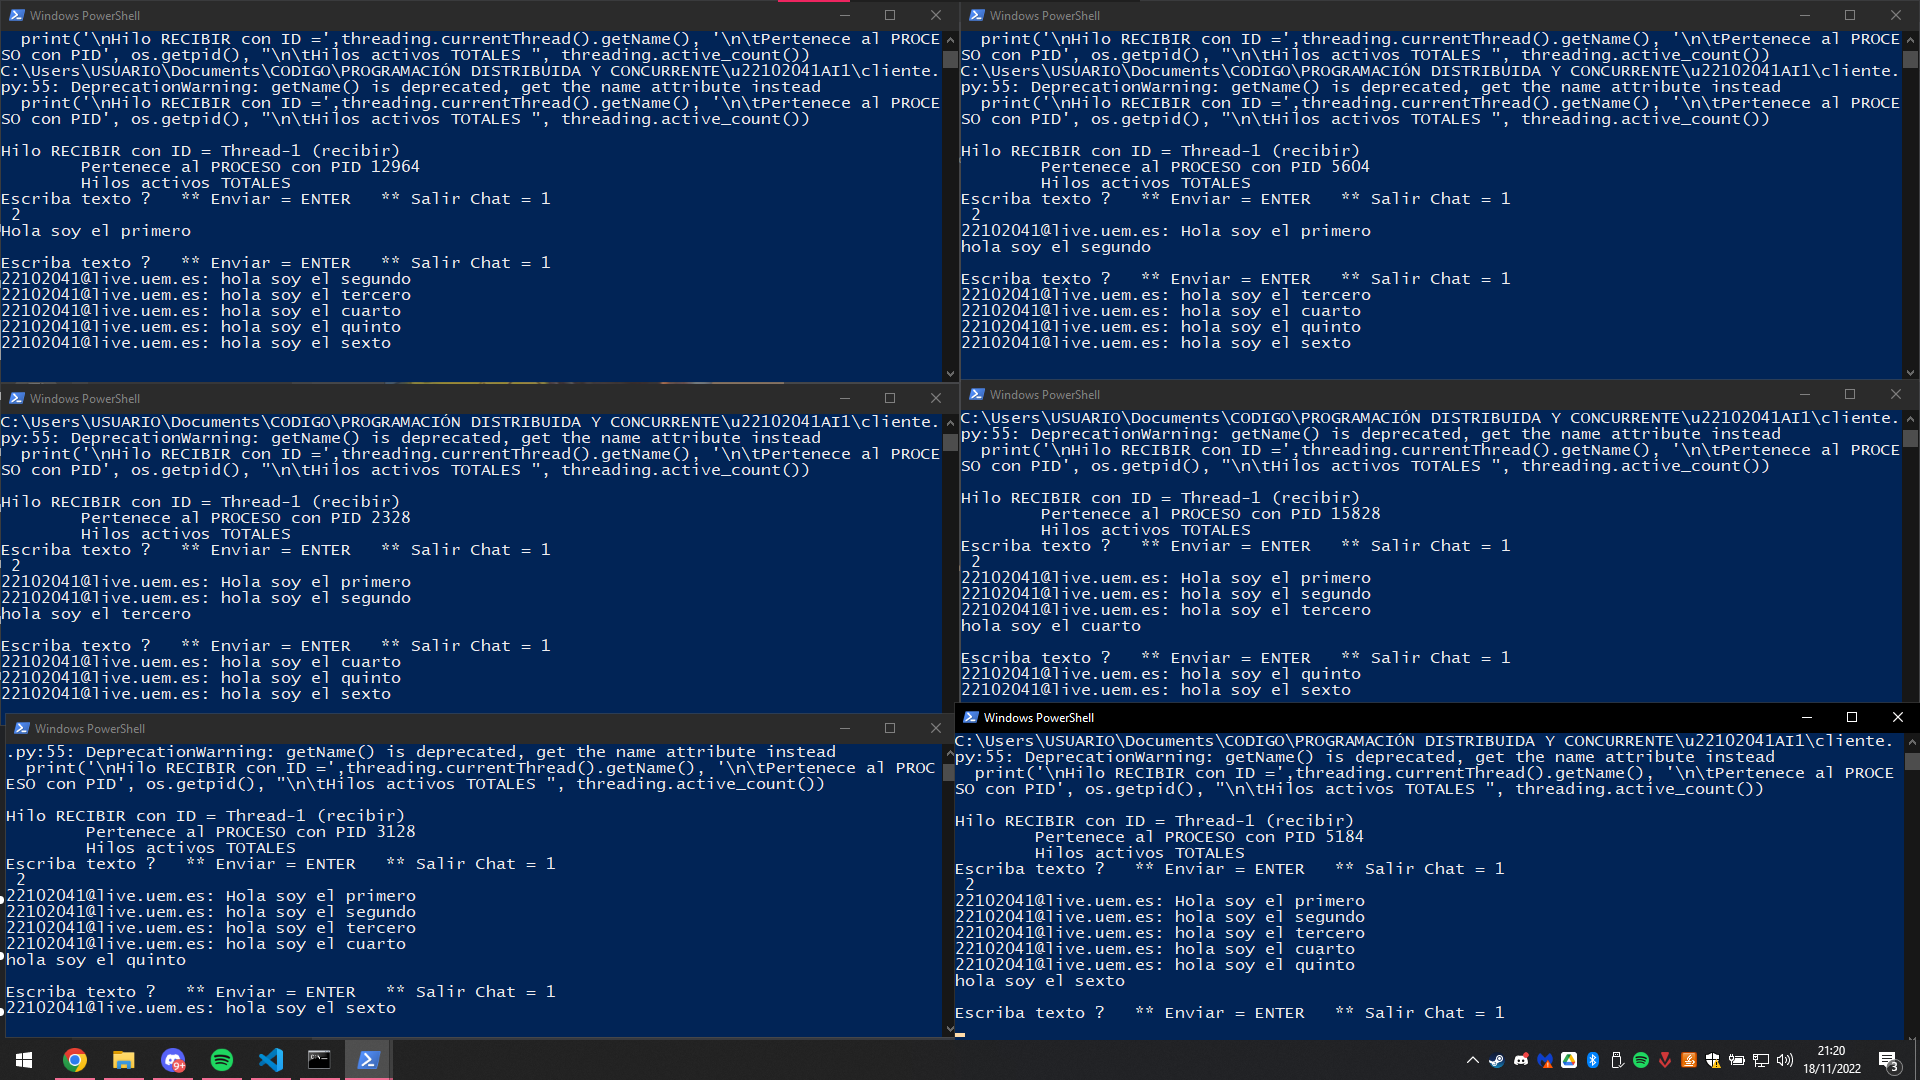 Windows PowerShell
  print('\nHilo RECIBIR con ID =',threading.currentThread().getName(), '\n\tPertenece al PROCE
SO con PID', os.getpid(), "\n\tHilos activos TOTALES ", threading.active_count())
C:\Users\USUARIO\Documents\CODIGO\PROGRAMACIÓN DISTRIBUIDA Y CONCURRENTE\u22102041AI1\cliente.
py:55: DeprecationWarning: getName() is deprecated, get the name attribute instead
  print('\nHilo RECIBIR con ID =',threading.currentThread().getName(), '\n\tPertenece al PROCE
SO con PID', os.getpid(), "\n\tHilos activos TOTALES ", threading.active_count())
Hilo RECIBIR con ID = Thread-1 (recibir)
        Pertenece al PROCESO con PID 12964
        Hilos activos TOTALES
Escriba texto ?   ** Enviar = ENTER   ** Salir Chat = 1
 2
Hola soy el primero
Escriba texto ?   ** Enviar = ENTER   ** Salir Chat = 1
22102041@live.uem.es: hola soy el segundo
22102041@live.uem.es: hola soy el tercero
22102041@live.uem.es: hola soy el cuarto
22102041@live.uem.es: hola soy el quinto
22102041@live.uem.es: hola soy el sexto
Windows PowerShell
  print('\nHilo RECIBIR con ID =',threading.currentThread().getName(), '\n\tPertenece al PROCE
SO con PID', os.getpid(), "\n\tHilos activos TOTALES ", threading.active_count())
C:\Users\USUARIO\Documents\CODIGO\PROGRAMACIÓN DISTRIBUIDA Y CONCURRENTE\u22102041AI1\cliente.
py:55: DeprecationWarning: getName() is deprecated, get the name attribute instead
  print('\nHilo RECIBIR con ID =',threading.currentThread().getName(), '\n\tPertenece al PROCE
SO con PID', os.getpid(), "\n\tHilos activos TOTALES ", threading.active_count())
Hilo RECIBIR con ID = Thread-1 (recibir)
        Pertenece al PROCESO con PID 5604
        Hilos activos TOTALES
Escriba texto ?   ** Enviar = ENTER   ** Salir Chat = 1
 2
22102041@live.uem.es: Hola soy el primero
hola soy el segundo
Escriba texto ?   ** Enviar = ENTER   ** Salir Chat = 1
22102041@live.uem.es: hola soy el tercero
22102041@live.uem.es: hola soy el cuarto
22102041@live.uem.es: hola soy el quinto
22102041@live.uem.es: hola soy el sexto
Windows PowerShell
C:\Users\USUARIO\Documents\CODIGO\PROGRAMACIÓN DISTRIBUIDA Y CONCURRENTE\u22102041AI1\cliente.
py:55: DeprecationWarning: getName() is deprecated, get the name attribute instead
  print('\nHilo RECIBIR con ID =',threading.currentThread().getName(), '\n\tPertenece al PROCE
SO con PID', os.getpid(), "\n\tHilos activos TOTALES ", threading.active_count())
Hilo RECIBIR con ID = Thread-1 (recibir)
        Pertenece al PROCESO con PID 2328
        Hilos activos TOTALES
Escriba texto ?   ** Enviar = ENTER   ** Salir Chat = 1
 2
22102041@live.uem.es: Hola soy el primero
22102041@live.uem.es: hola soy el segundo
hola soy el tercero
Escriba texto ?   ** Enviar = ENTER   ** Salir Chat = 1
22102041@live.uem.es: hola soy el cuarto
22102041@live.uem.es: hola soy el quinto
22102041@live.uem.es: hola soy el sexto
Windows PowerShell
C:\Users\USUARIO\Documents\CODIGO\PROGRAMACIÓN DISTRIBUIDA Y CONCURRENTE\u22102041AI1\cliente.
py:55: DeprecationWarning: getName() is deprecated, get the name attribute instead
  print('\nHilo RECIBIR con ID =',threading.currentThread().getName(), '\n\tPertenece al PROCE
SO con PID', os.getpid(), "\n\tHilos activos TOTALES ", threading.active_count())
Hilo RECIBIR con ID = Thread-1 (recibir)
        Pertenece al PROCESO con PID 15828
        Hilos activos TOTALES
Escriba texto ?   ** Enviar = ENTER   ** Salir Chat = 1
 2
22102041@live.uem.es: Hola soy el primero
22102041@live.uem.es: hola soy el segundo
22102041@live.uem.es: hola soy el tercero
hola soy el cuarto
Escriba texto ?   ** Enviar = ENTER   ** Salir Chat = 1
22102041@live.uem.es: hola soy el quinto
22102041@live.uem.es: hola soy el sexto
Windows PowerShell
.py:55: DeprecationWarning: getName() is deprecated, get the name attribute instead
  print('\nHilo RECIBIR con ID =',threading.currentThread().getName(), '\n\tPertenece al PROC
ESO con PID', os.getpid(), "\n\tHilos activos TOTALES ", threading.active_count())
Hilo RECIBIR con ID = Thread-1 (recibir)
        Pertenece al PROCESO con PID 3128
        Hilos activos TOTALES
Escriba texto ?   ** Enviar = ENTER   ** Salir Chat = 1
 2
22102041@live.uem.es: Hola soy el primero
22102041@live.uem.es: hola soy el segundo
22102041@live.uem.es: hola soy el tercero
22102041@live.uem.es: hola soy el cuarto
hola soy el quinto
Escriba texto ?   ** Enviar = ENTER   ** Salir Chat = 1
22102041@live.uem.es: hola soy el sexto
Windows PowerShell
C:\Users\USUARIO\Documents\CODIGO\PROGRAMACIÓN DISTRIBUIDA Y CONCURRENTE\u22102041AI1\cliente.
py:55: DeprecationWarning: getName() is deprecated, get the name attribute instead
  print('\nHilo RECIBIR con ID =',threading.currentThread().getName(), '\n\tPertenece al PROCE
SO con PID', os.getpid(), "\n\tHilos activos TOTALES ", threading.active_count())
Hilo RECIBIR con ID = Thread-1 (recibir)
        Pertenece al PROCESO con PID 5184
        Hilos activos TOTALES
Escriba texto ?   ** Enviar = ENTER   ** Salir Chat = 1
 2
22102041@live.uem.es: Hola soy el primero
22102041@live.uem.es: hola soy el segundo
22102041@live.uem.es: hola soy el tercero
22102041@live.uem.es: hola soy el cuarto
22102041@live.uem.es: hola soy el quinto
hola soy el sexto
Escriba texto ?   ** Enviar = ENTER   ** Salir Chat = 1
9+
21:20
18/11/2022
3